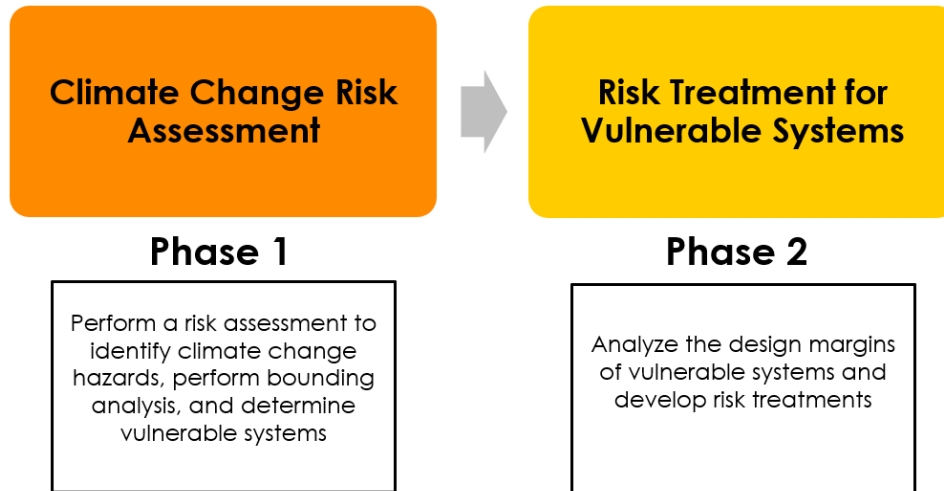 Climate Change Risk
Assessment
Risk Treatment for
Vulnerable Systems
Phase 1
Phase 2
Perform a risk assessment to
identify climate change
hazards, perform bounding
analysis, and determine
vulnerable systems
Analyze the design margins
of vulnerable systems and
develop risk treatments